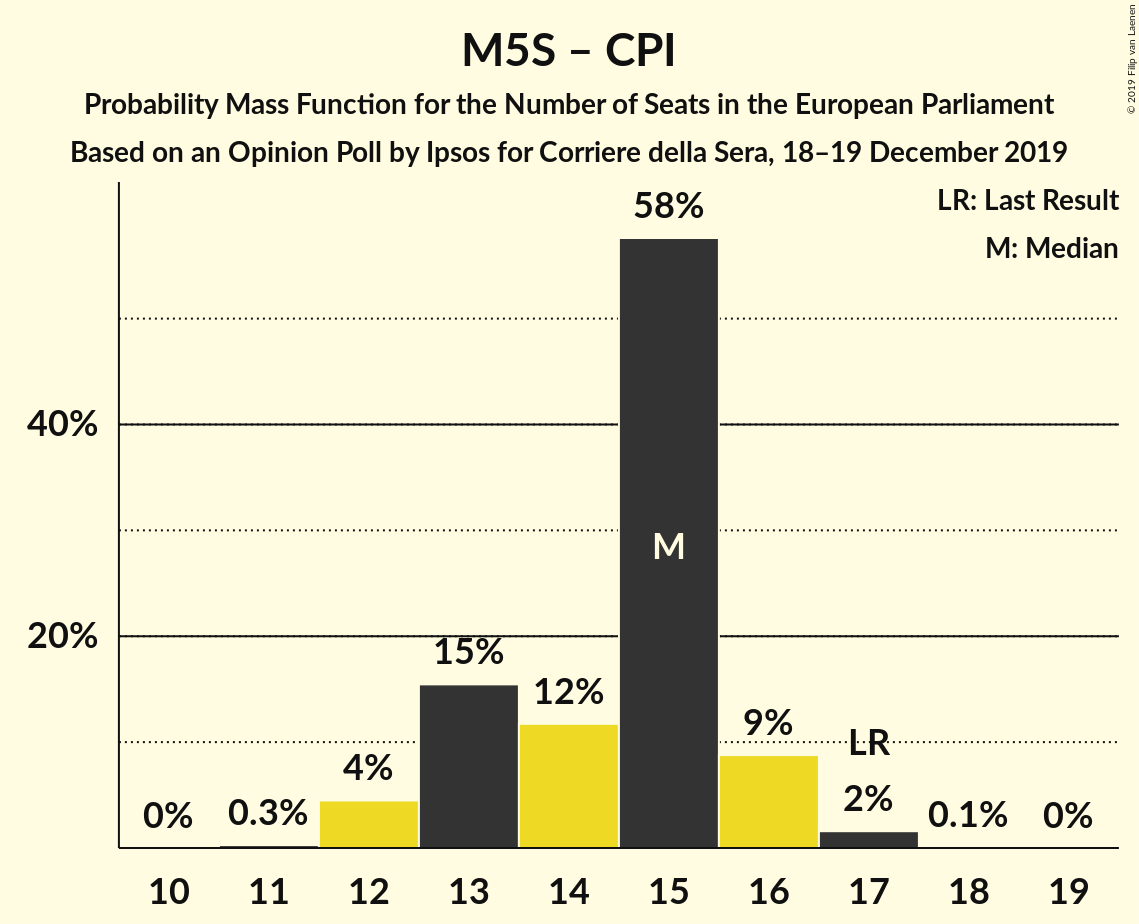 M5S – CPI
Probability Mass Function for the Number of Seats in the European Parliament
Based on an Opinion Poll by Ipsos for Corriere della Sera, 18–19 December 2019
© 2019 Filip van Laenen
LR: Last Result
M: Median
58%
40%
M
20%
15%
12%
9%
LR
4%
2%
0%
0.3%
0.1%
0%
10 11 12 13 14 15 16 17 18 19